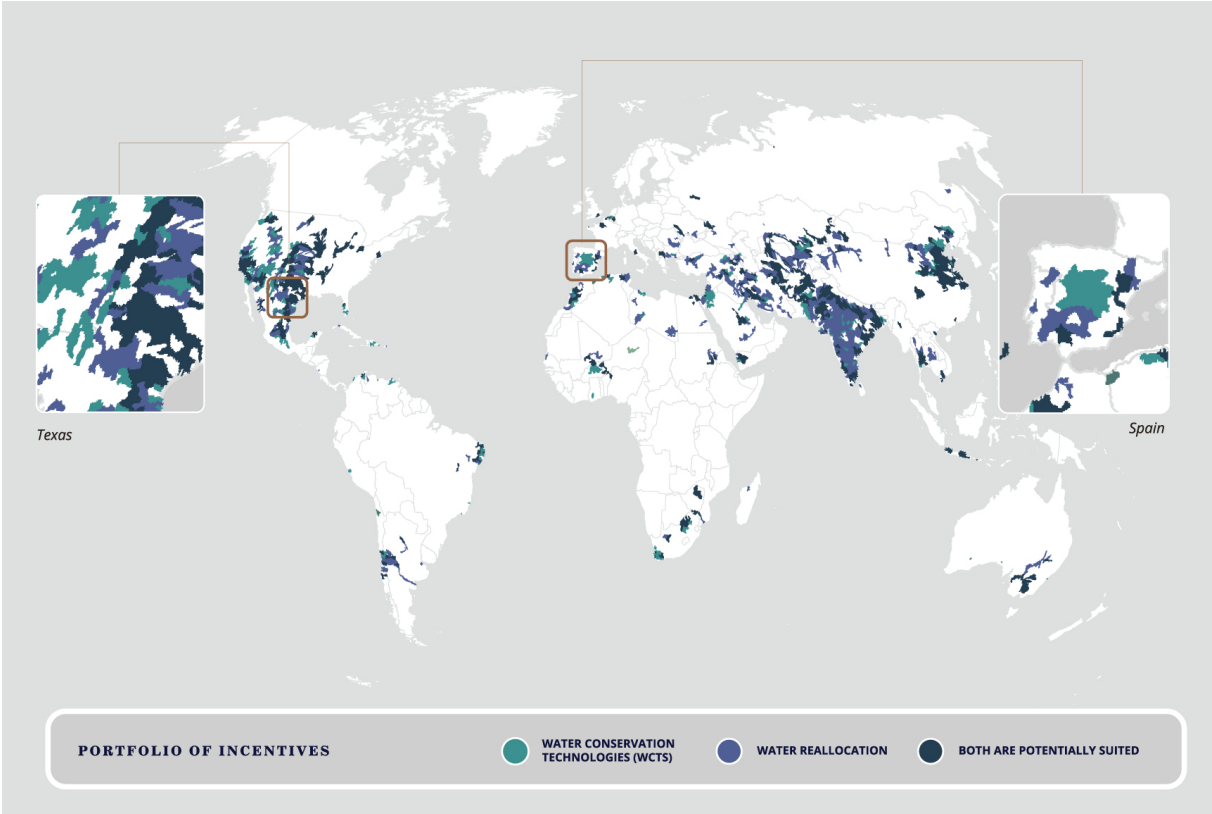 Texas
Spain
PORTFOLIO OF INCENTIVES
WATER CONSERVATION
TECHNOLOGIES (WCTS)
WATER REALLOCATION
BOTH ARE POTENTIALLY SUITED